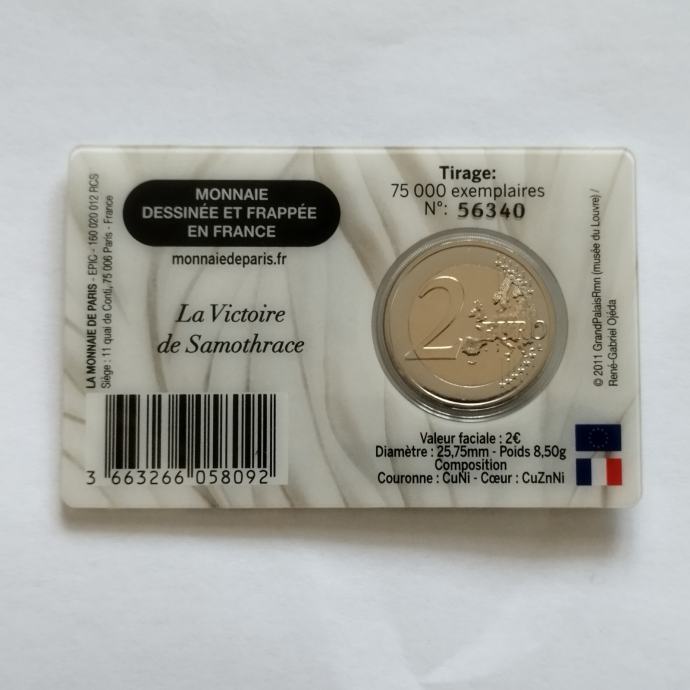 LA MONNAIE DE PARIS - EPIC - 160 020 012 RCS
Siège : 11 quai de Conti, 75 006 Paris - France
MONNAIE
DESSINÉE ET FRAPPÉE
EN FRANCE
monnaiedeparis.fr
La Victoire
de Samothrace
3 663266 058092
Tirage:
75 000 exemplaires
N°: 56340
2 EURO
Valeur faciale : 2€
Diamètre : 25,75mm - Poids 8,50g
Composition
Couronne : CuNi - Cœur : CuZnNi
© 2011 GrandPalaisRmn (musée du Louvre) /
René-Gabriel Ojéda